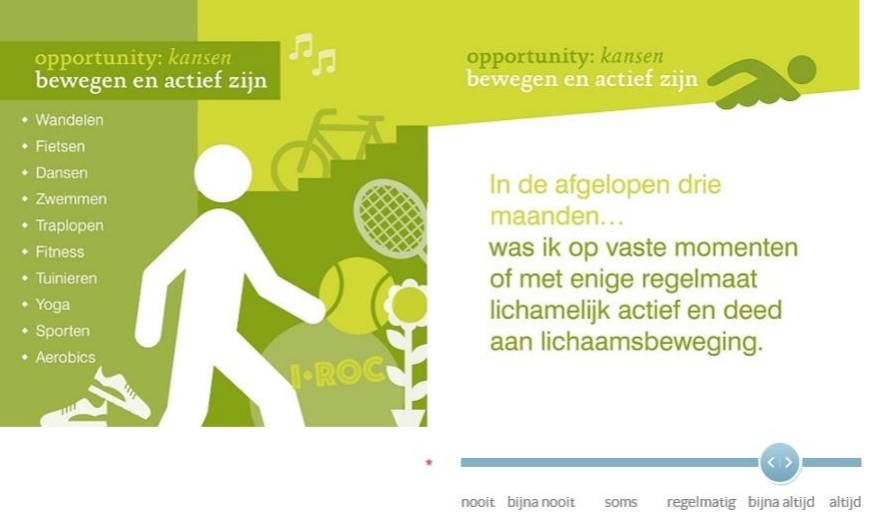 opportunity: kansen
bewegen en actief zijn
• Wandelen
• Fietsen
• Dansen
• Zwemmen
• Traplopen
• Fitness
• Tuinieren
• Yoga
• Sporten
• Aerobics
I•ROC
opportunity: kansen
bewegen en actief zijn
In de afgelopen drie
maanden...
was ik op vaste momenten
of met enige regelmaat
lichamelijk actief en deed
aan lichaamsbeweging.
*
nooit bijna nooit soms regelmatig bijna altijd altijd